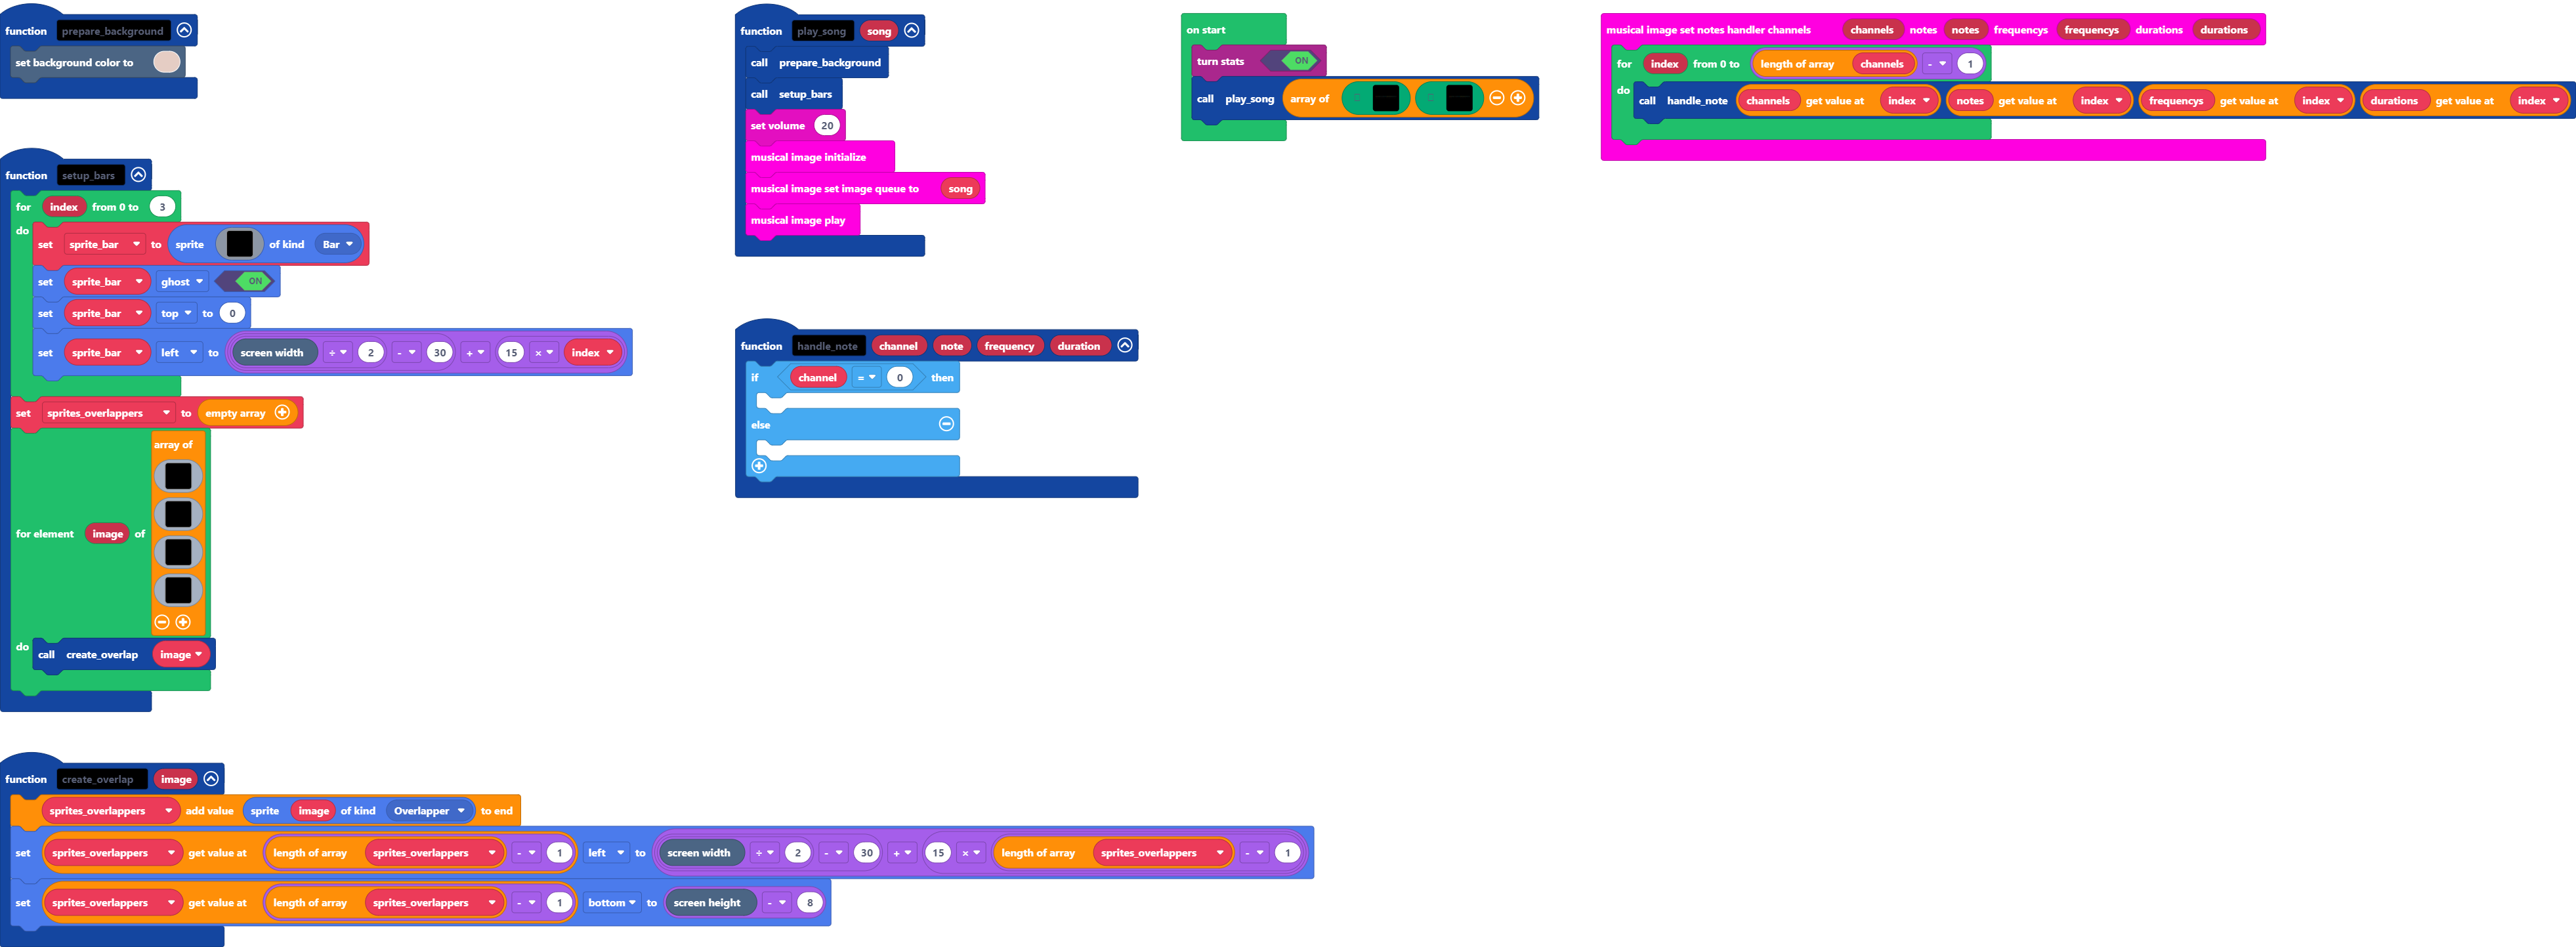 function prepare_background
set background color to
function setup_bars
for index from 0 to 3
do
set sprite_bar to sprite of kind Bar
set sprite_bar ghost ON
set sprite_bar top to 0
set sprite_bar left to screen width ÷ 2 - 30 + 15 × index
set sprites_overlappers to empty array
for element image of array of
do
call create_overlap image
function create_overlap image
sprites_overlappers add value sprite image of kind Overlapper to end
set sprites_overlappers get value at length of array sprites_overlappers - 1 left to screen width ÷ 2 - 30 + 15 × length of array sprites_overlappers - 1
set sprites_overlappers get value at length of array sprites_overlappers - 1 bottom to screen height - 8
function play_song song
call prepare_background
call setup_bars
set volume 20
musical image initialize
musical image set image queue to song
musical image play
function handle_note channel note frequency duration
if channel = 0 then
else
on start
turn stats ON
call play_song array of
musical image set notes handler channels channels notes notes frequencys frequencys durations durations
for index from 0 to length of array channels - 1
do
call handle_note channels get value at index notes get value at index frequencys get value at index durations get value at index